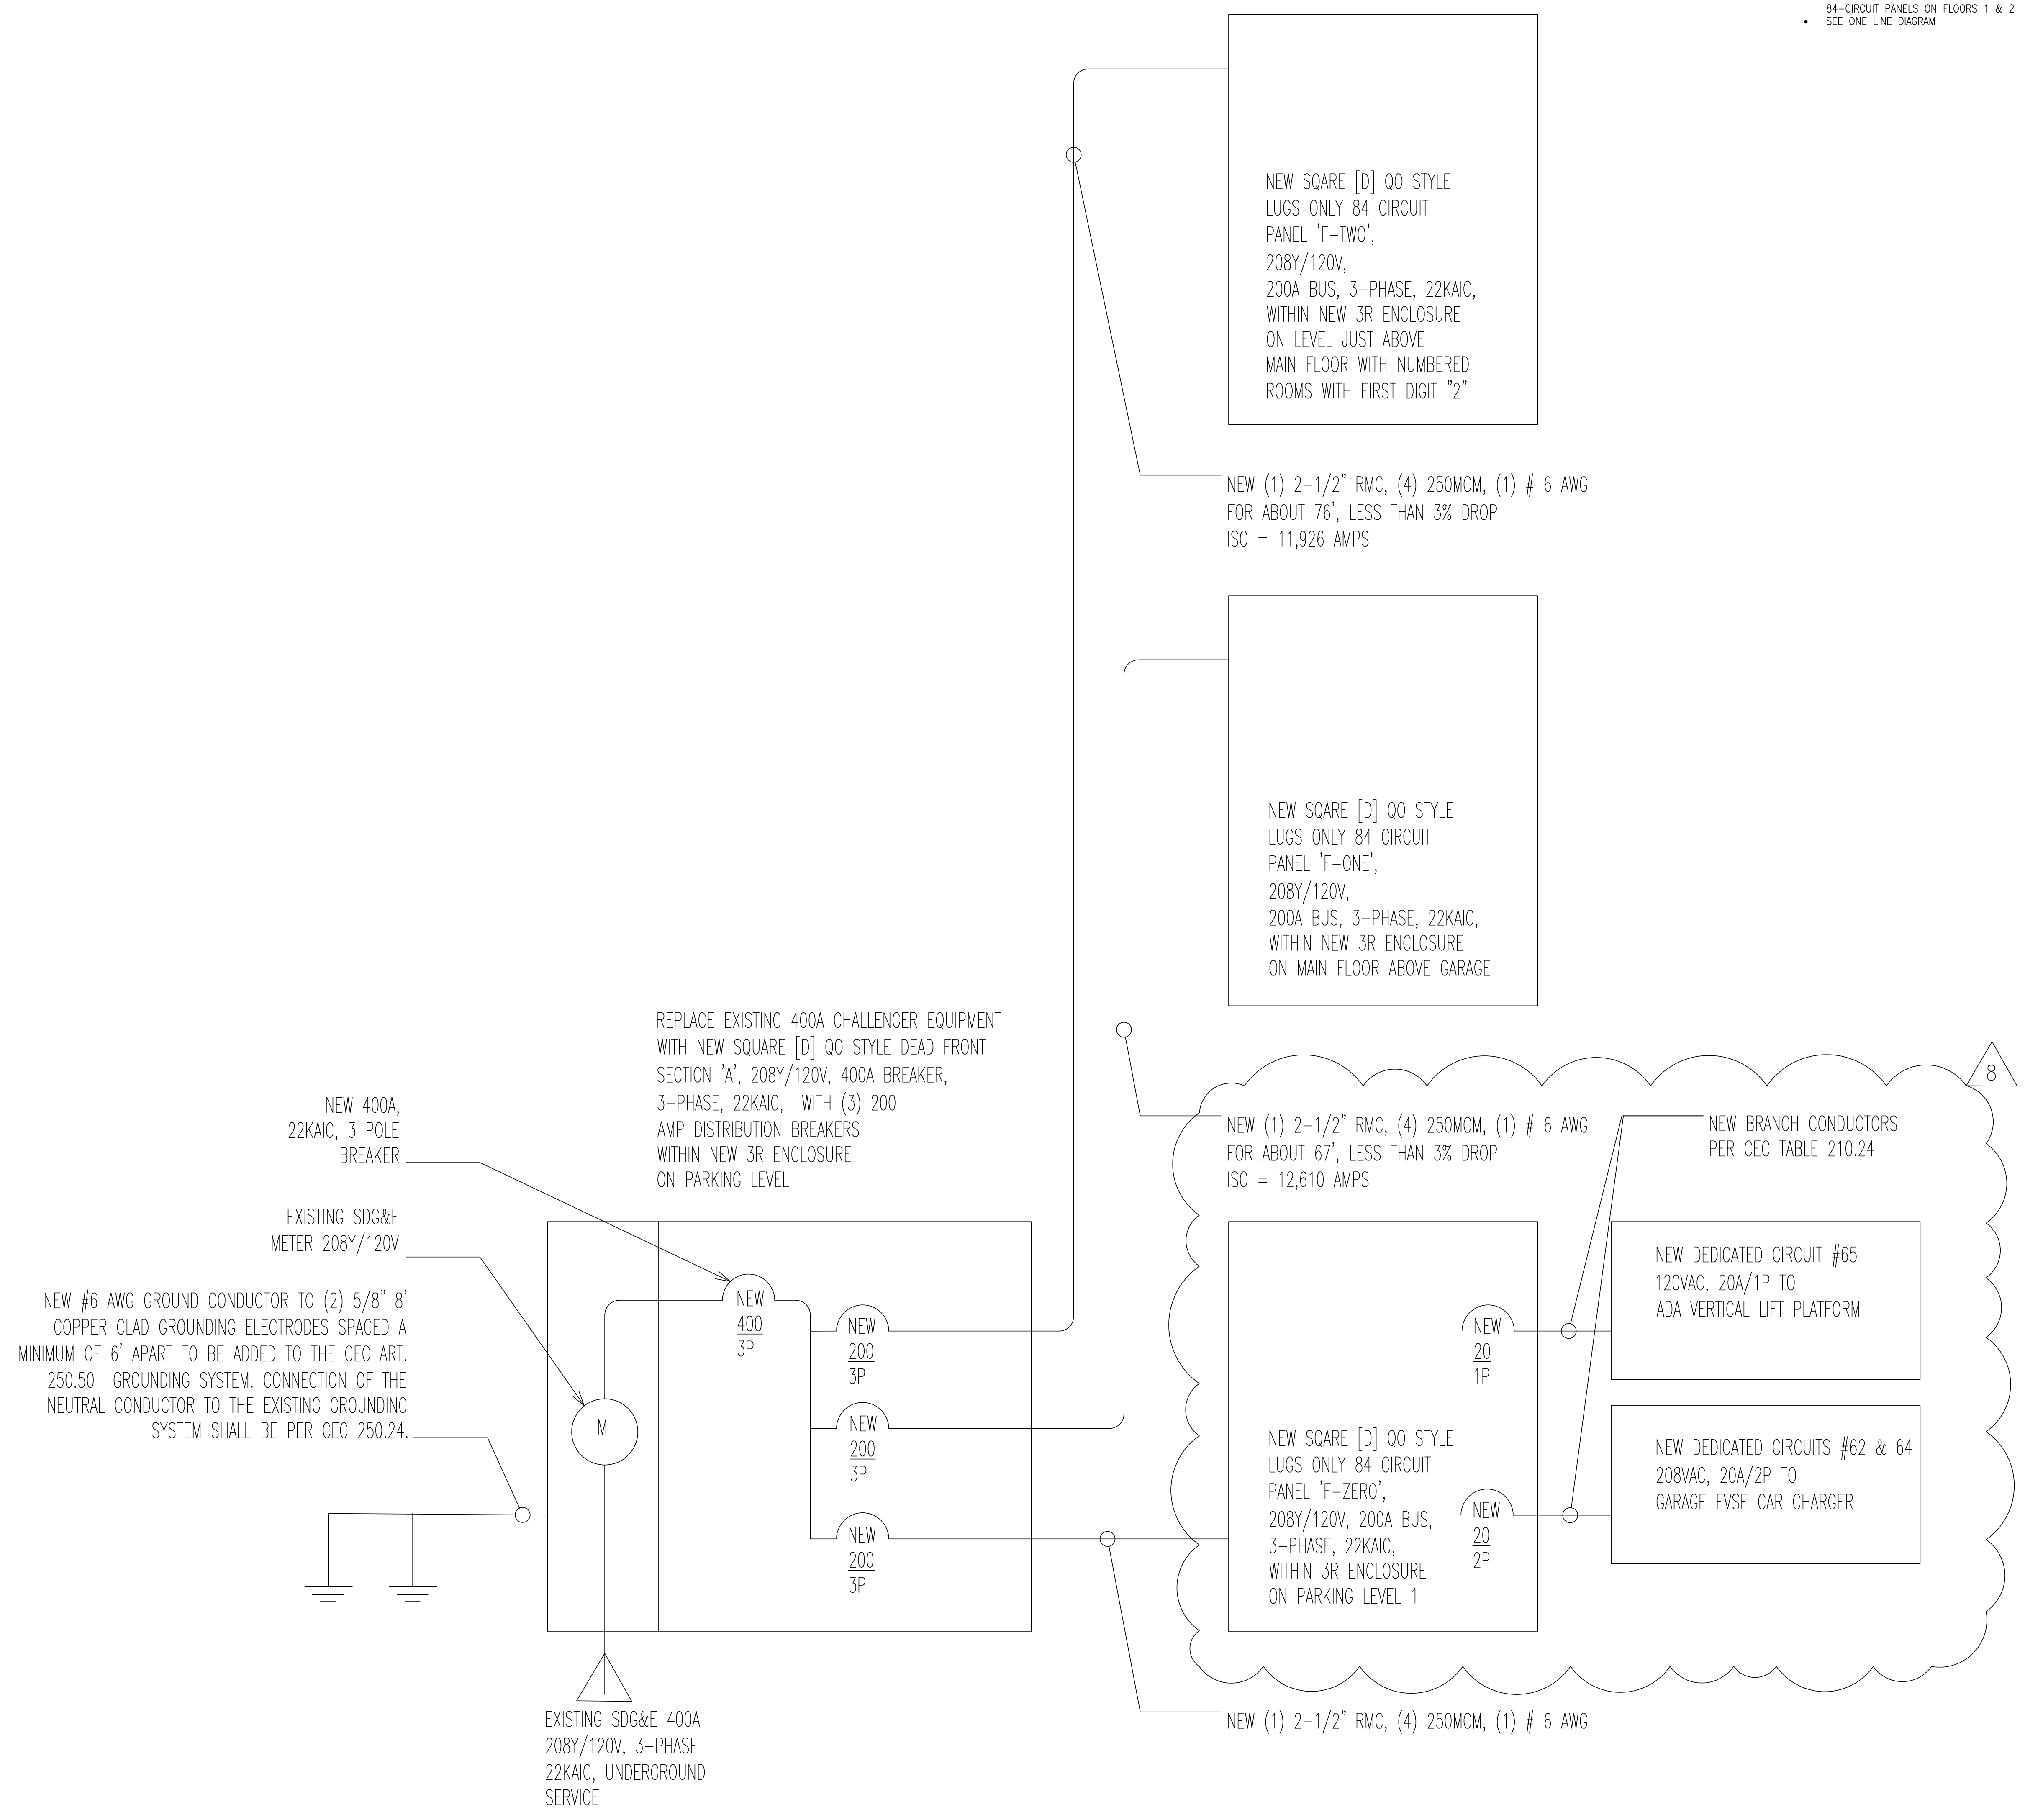 84-CIRCUIT PANELS ON FLOORS 1 & 2
• SEE ONE LINE DIAGRAM
NEW SQARE [D] QO STYLE
LUGS ONLY 84 CIRCUIT
PANEL 'F-TWO',
208Y/120V,
200A BUS, 3-PHASE, 22KAIC,
WITHIN NEW 3R ENCLOSURE
ON LEVEL JUST ABOVE
MAIN FLOOR WITH NUMBERED
ROOMS WITH FIRST DIGIT "2"
NEW (1) 2-1/2" RMC, (4) 250MCM, (1) # 6 AWG
FOR ABOUT 76', LESS THAN 3% DROP
ISC = 11,926 AMPS
NEW SQARE [D] QO STYLE
LUGS ONLY 84 CIRCUIT
PANEL 'F-ONE',
208Y/120V,
200A BUS, 3-PHASE, 22KAIC,
WITHIN NEW 3R ENCLOSURE
ON MAIN FLOOR ABOVE GARAGE
REPLACE EXISTING 400A CHALLENGER EQUIPMENT
WITH NEW SQUARE [D] QO STYLE DEAD FRONT
SECTION 'A', 208Y/120V, 400A BREAKER,
3-PHASE, 22KAIC, WITH (3) 200
AMP DISTRIBUTION BREAKERS
WITHIN NEW 3R ENCLOSURE
ON PARKING LEVEL
8
NEW 400A,
22KAIC, 3 POLE
BREAKER
NEW (1) 2-1/2" RMC, (4) 250MCM, (1) # 6 AWG
FOR ABOUT 67', LESS THAN 3% DROP
ISC = 12,610 AMPS
NEW BRANCH CONDUCTORS
PER CEC TABLE 210.24
EXISTING SDG&E
METER 208Y/120V
NEW #6 AWG GROUND CONDUCTOR TO (2) 5/8" 8'
COPPER CLAD GROUNDING ELECTRODES SPACED A
MINIMUM OF 6' APART TO BE ADDED TO THE CEC ART.
250.50 GROUNDING SYSTEM. CONNECTION OF THE
NEUTRAL CONDUCTOR TO THE EXISTING GROUNDING
SYSTEM SHALL BE PER CEC 250.24.
M
NEW
400
3P
NEW
200
3P
NEW
200
3P
NEW
200
3P
NEW SQARE [D] QO STYLE
LUGS ONLY 84 CIRCUIT
PANEL 'F-ZERO',
208Y/120V, 200A BUS,
3-PHASE, 22KAIC,
WITHIN 3R ENCLOSURE
ON PARKING LEVEL 1
NEW
20
1P
NEW
20
2P
NEW DEDICATED CIRCUIT #65
120VAC, 20A/1P TO
ADA VERTICAL LIFT PLATFORM
NEW DEDICATED CIRCUITS #62 & 64
208VAC, 20A/2P TO
GARAGE EVSE CAR CHARGER
NEW (1) 2-1/2" RMC, (4) 250MCM, (1) # 6 AWG
EXISTING SDG&E 400A
208Y/120V, 3-PHASE
22KAIC, UNDERGROUND
SERVICE